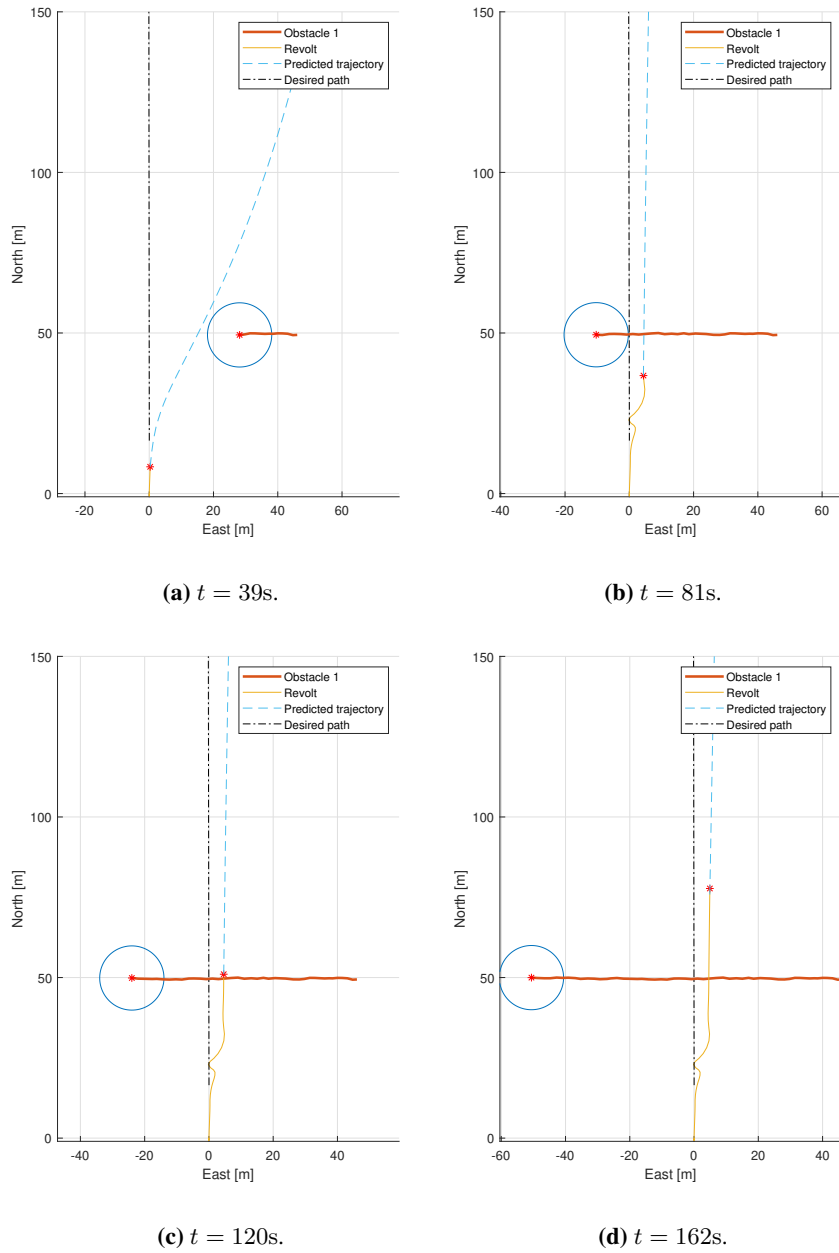 150
100
50
0
North [m]
-20
0
20
40
60
East [m]
Obstacle 1
Revolt
Predicted trajectory
Desired path
(a) t = 39s.
150
100
50
0
North [m]
-40
-20
0
20
40
60
East [m]
Obstacle 1
Revolt
Predicted trajectory
Desired path
(b) t = 81s.
150
100
50
0
North [m]
-40
-20
0
20
40
East [m]
Obstacle 1
Revolt
Predicted trajectory
Desired path
(c) t = 120s.
150
100
50
0
North [m]
-60
-40
-20
0
20
40
East [m]
Obstacle 1
Revolt
Predicted trajectory
Desired path
(d) t = 162s.